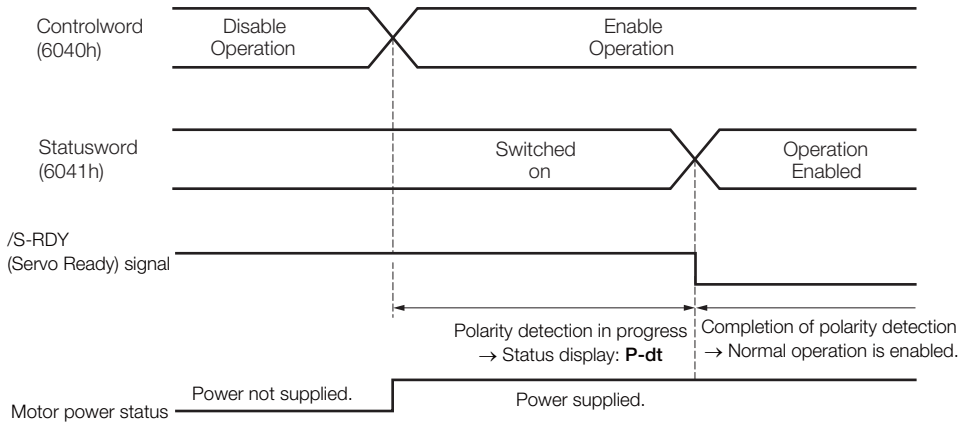 Controlword
(6040h)
Disable
Operation
Enable
Operation
Statusword
(6041h)
Switched
on
Operation
Enabled
/S-RDY
(Servo Ready) signal
Polarity detection in progress
→ Status display: P-dt
Completion of polarity detection
→ Normal operation is enabled.
Motor power status
Power not supplied.
Power supplied.